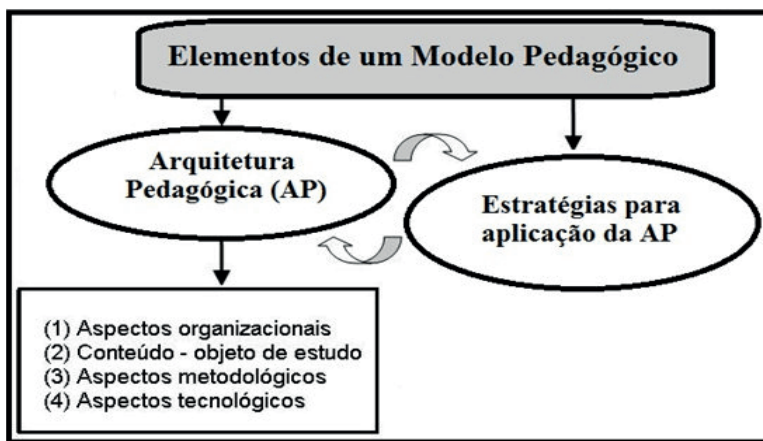 Elementos de um Modelo Pedagógico
Arquitetura
Pedagógica (AP)
Estratégias para
aplicação da AP
(1) Aspectos organizacionais
(2) Conteúdo - objeto de estudo
(3) Aspectos metodológicos
(4) Aspectos tecnológicos